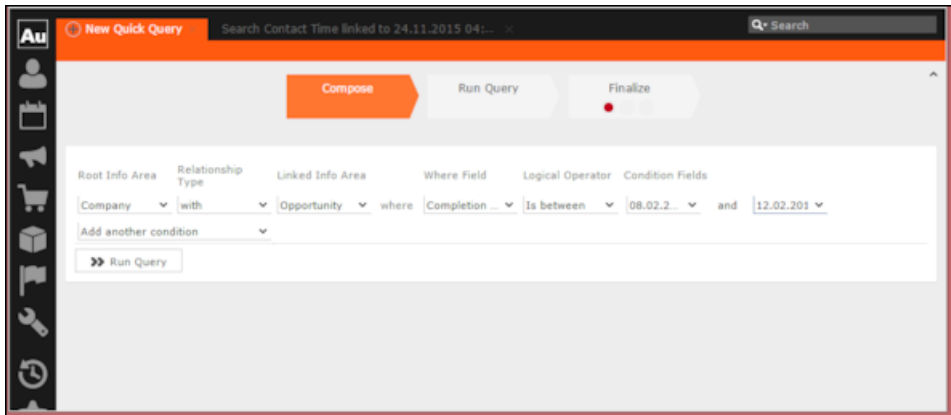 Au
New Quick Query
Search Contact Time linked to 24.11.2015 04:...
Search
Compose
Run Query
Finalize
Root Info Area
Relationship Type
Linked Info Area
Where Field
Logical Operator
Condition Fields
Company with Opportunity where Completion ... Is between 08.02.2... and 12.02.201
Add another condition
Run Query